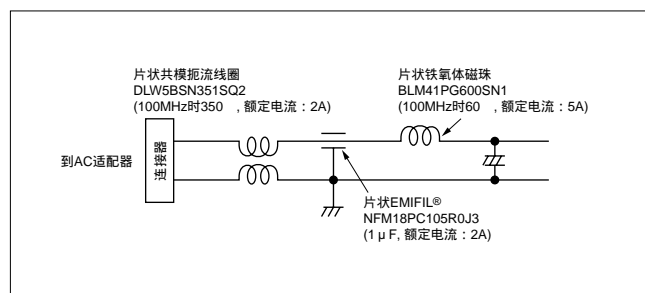 片状共模扼流线圈
DLW5BSN351SQ2
(100MHz时350 , 额定电流：2A)
片状铁氧体磁珠
BLM41PG600SN1
(100MHz时60 , 额定电流：5A)
到AC适配器
连接器
片状EMIFIL®
NFM18PC105R0J3
(1 μ F, 额定电流：2A)